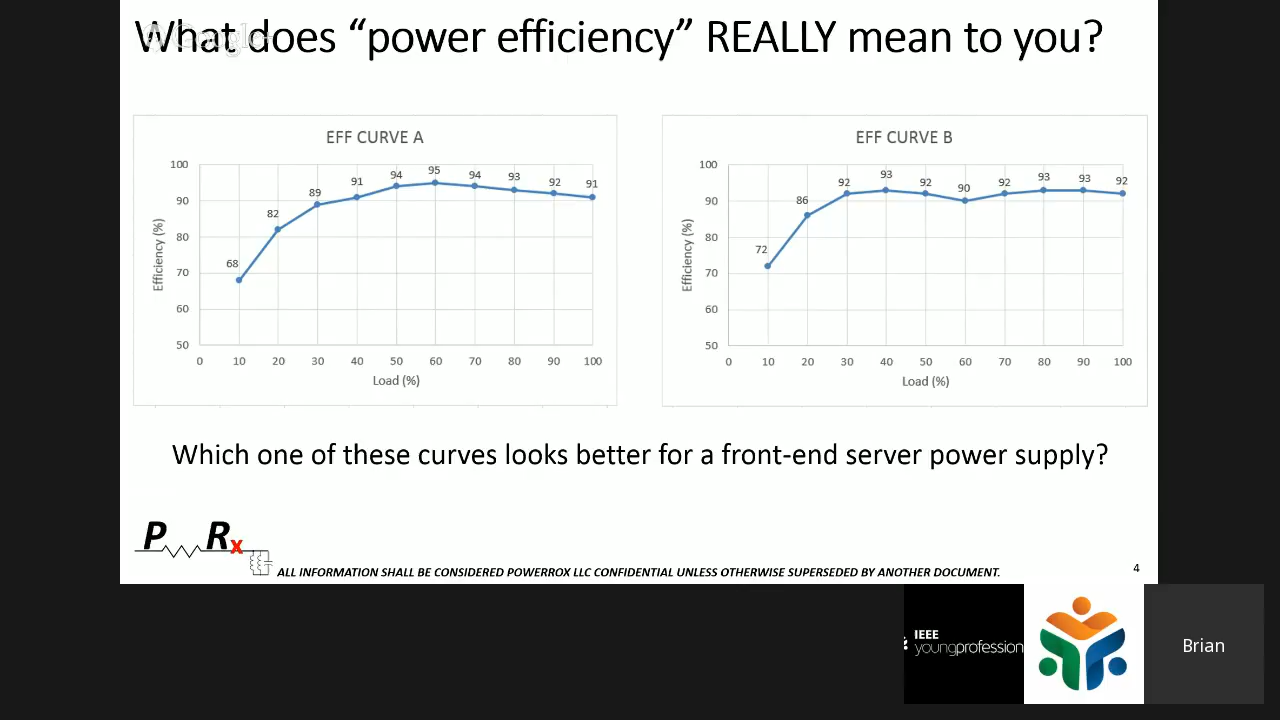 What does “power efficiency” REALLY mean to you?
Google
EFF CURVE A
100
90
80
70
60
50
Efficiency (%)
68
82
89
91
94
95
94
93
92
91
0 10 20 30 40 50 60 70 80 90 100
Load (%)
EFF CURVE B
100
90
80
70
60
50
Efficiency (%)
72
86
92
93
92
90
92
93
93
92
0 10 20 30 40 50 60 70 80 90 100
Load (%)
Which one of these curves looks better for a front-end server power supply?
P R x
ALL INFORMATION SHALL BE CONSIDERED POWERROX LLC CONFIDENTIAL UNLESS OTHERWISE SUPERSEDED BY ANOTHER DOCUMENT.
4
IEEE
youngprofession
Brian